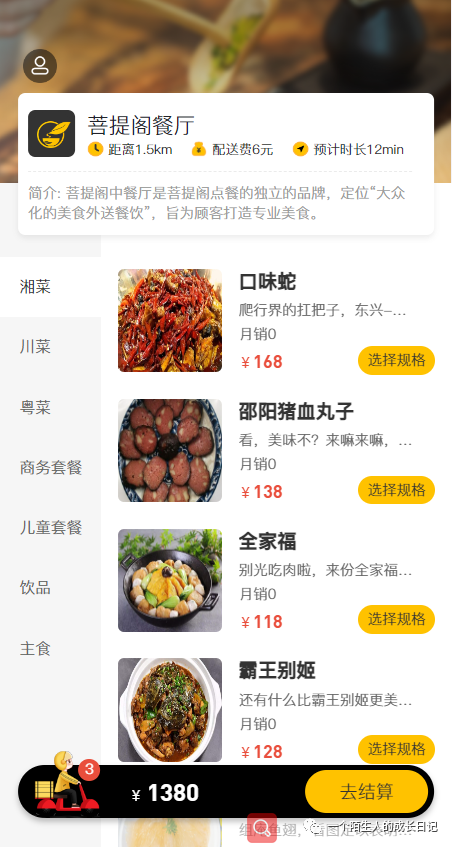 菩提阁餐厅
距离1.5km 配送费6元 预计时长12min
简介: 菩提阁中餐厅是菩提阁点餐的独立的品牌，定位“大众
化的美食外送餐饮”，旨为顾客打造专业美食。
湘菜
川菜
粤菜
商务套餐
儿童套餐
饮品
主食
口味蛇
爬行界的扛把子，东兴-...
月销0
￥168 选择规格
邵阳猪血丸子
看，美味不？来嘛来嘛，...
月销0
￥138 选择规格
全家福
别光吃肉啦，来份全家福...
月销0
￥118 选择规格
霸王别姬
还有什么比霸王别姬更美...
月销0
￥128 选择规格
3
￥ 1380 去结算
一个陌生人的成长日记